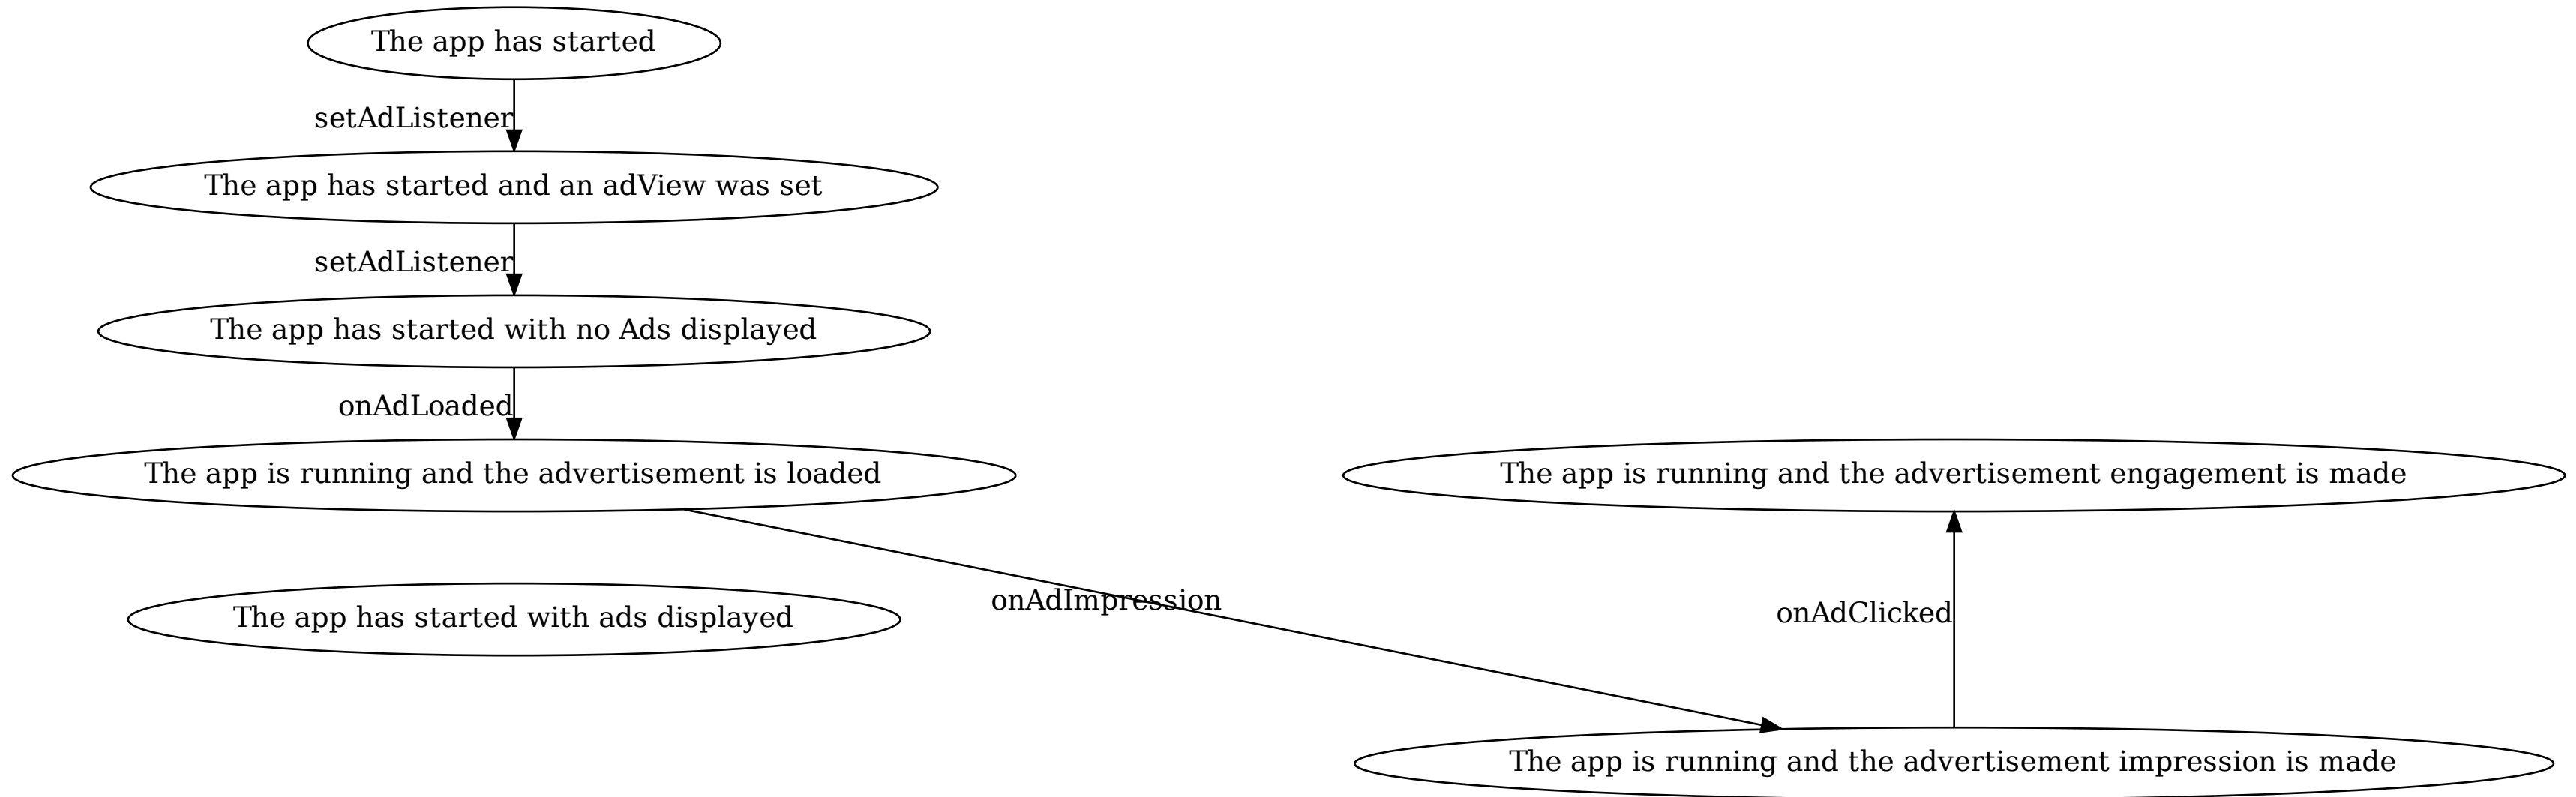 The app has started
setAdListener
The app has started and an adView was set
setAdListener
The app has started with no Ads displayed
onAdLoaded
The app is running and the advertisement is loaded
The app is running and the advertisement engagement is made
onAdImpression
onAdClicked
The app has started with ads displayed
The app is running and the advertisement impression is made